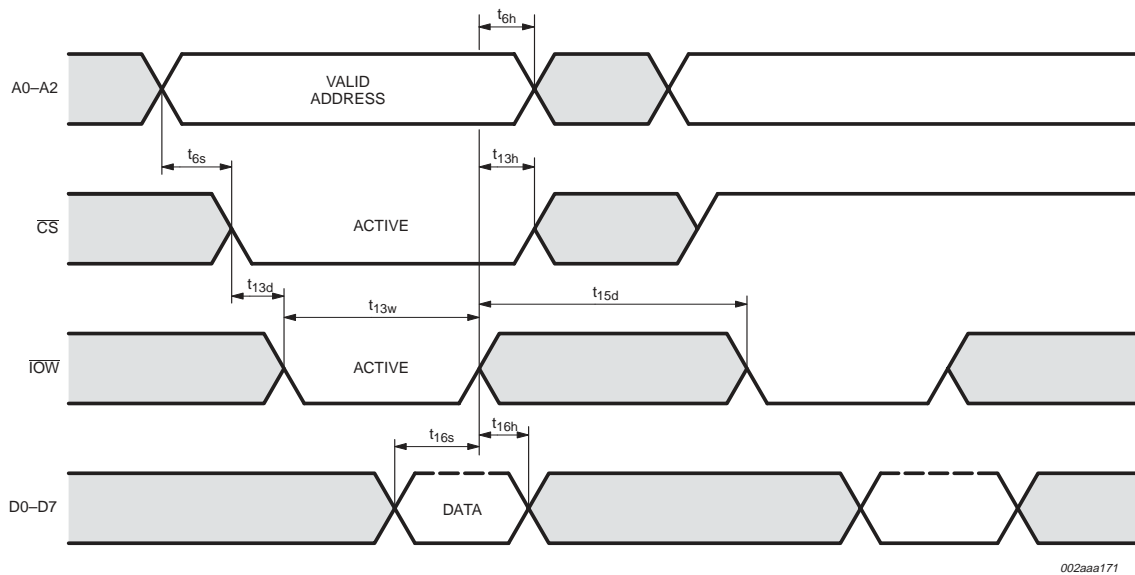 t6h
A0–A2
VALID
ADDRESS
t6s
t13h
CS
ACTIVE
t13d
t13w
t15d
IOW
ACTIVE
t16s
t16h
D0–D7
DATA
002aaa171